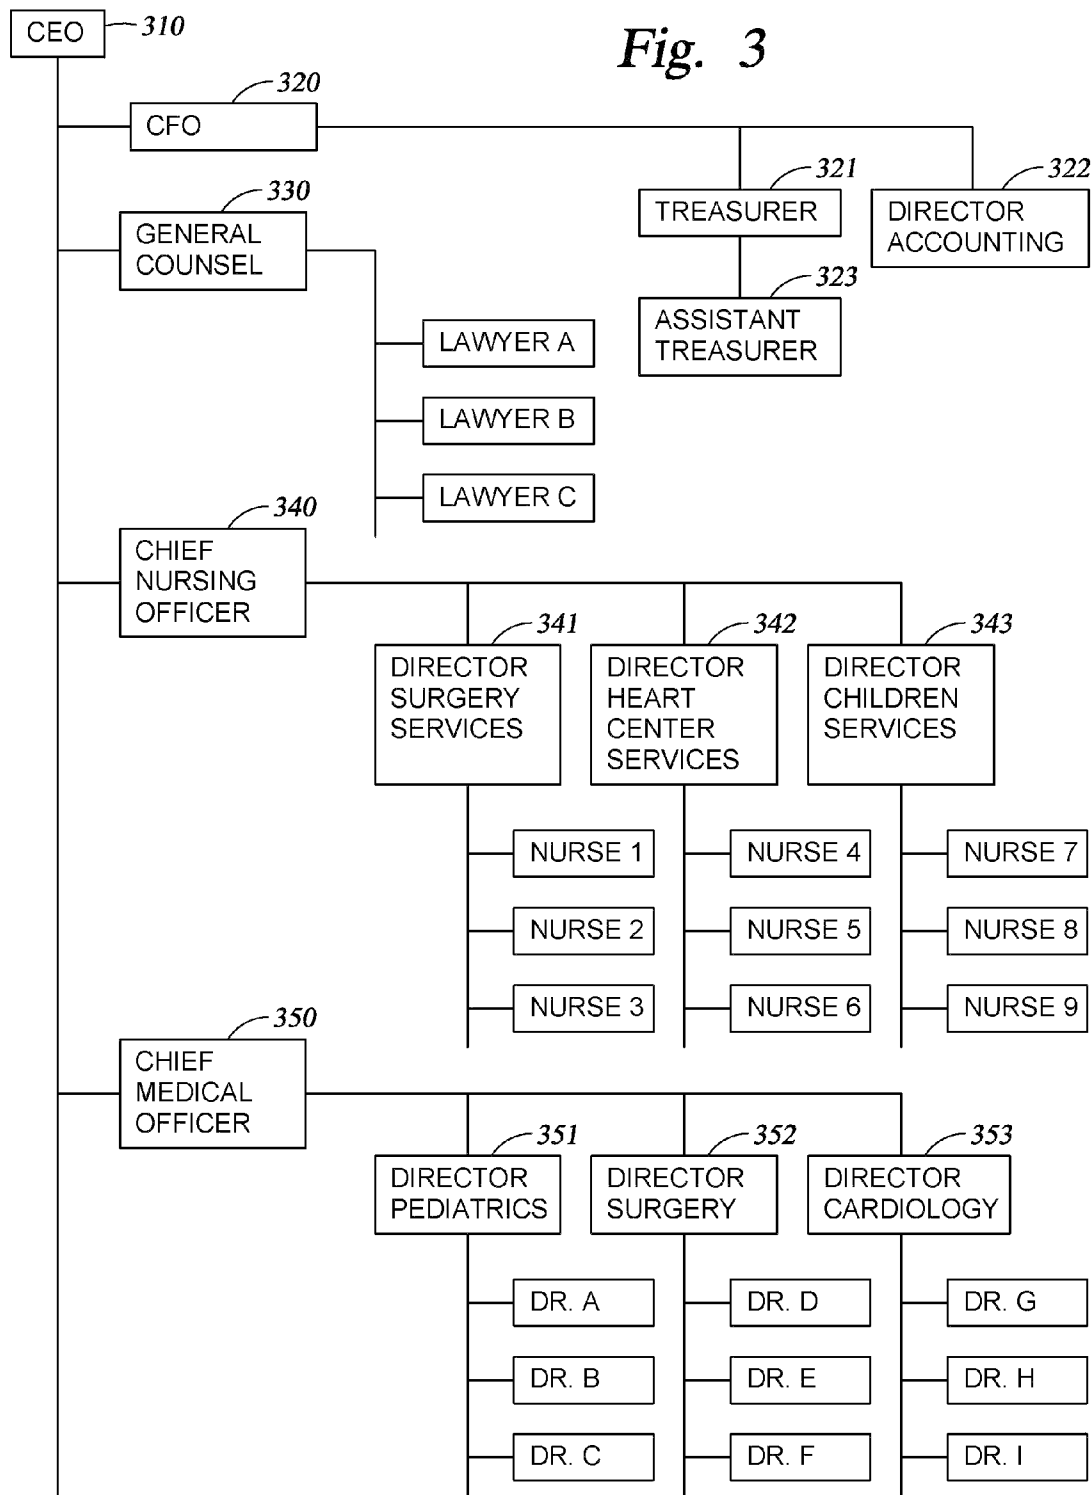 CEO
310
Fig. 3
320
CFO
321
322
330
TREASURER
DIRECTOR
ACCOUNTING
GENERAL
COUNSEL
323
ASSISTANT
TREASURER
LAWYER A
LAWYER B
LAWYER C
340
CHIEF
NURSING
OFFICER
341
342
343
DIRECTOR
SURGERY
SERVICES
DIRECTOR
HEART
CENTER
SERVICES
DIRECTOR
CHILDREN
SERVICES
NURSE 1
NURSE 4
NURSE 7
NURSE 2
NURSE 5
NURSE 8
NURSE 3
NURSE 6
NURSE 9
350
CHIEF
MEDICAL
OFFICER
351
352
353
DIRECTOR
PEDIATRICS
DIRECTOR
SURGERY
DIRECTOR
CARDIOLOGY
DR. A
DR. D
DR. G
DR. B
DR. E
DR. H
DR. C
DR. F
DR. I